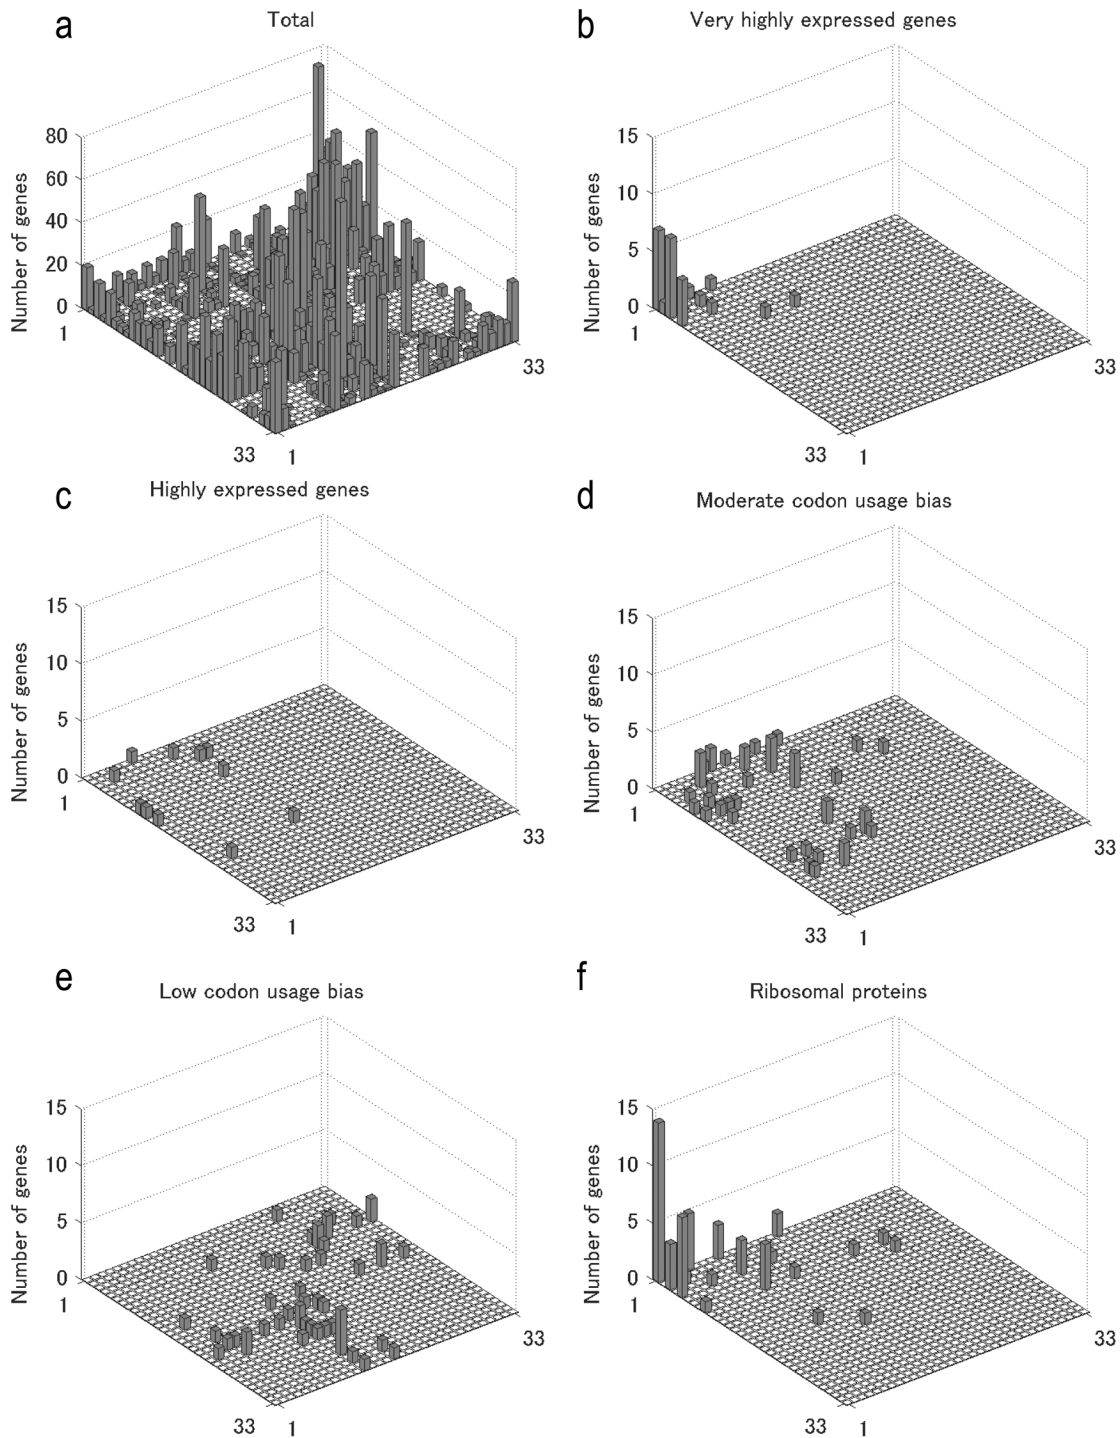 a
Total
80
60
40
20
0
Number of genes
1
33
33
1
b
Very highly expressed genes
15
10
5
0
Number of genes
1
33
33
1
c
Highly expressed genes
15
10
5
0
Number of genes
1
33
33
1
d
Moderate codon usage bias
15
10
5
0
Number of genes
1
33
33
1
e
Low codon usage bias
15
10
5
0
Number of genes
1
33
33
1
f
Ribosomal proteins
15
10
5
0
Number of genes
1
33
33
1